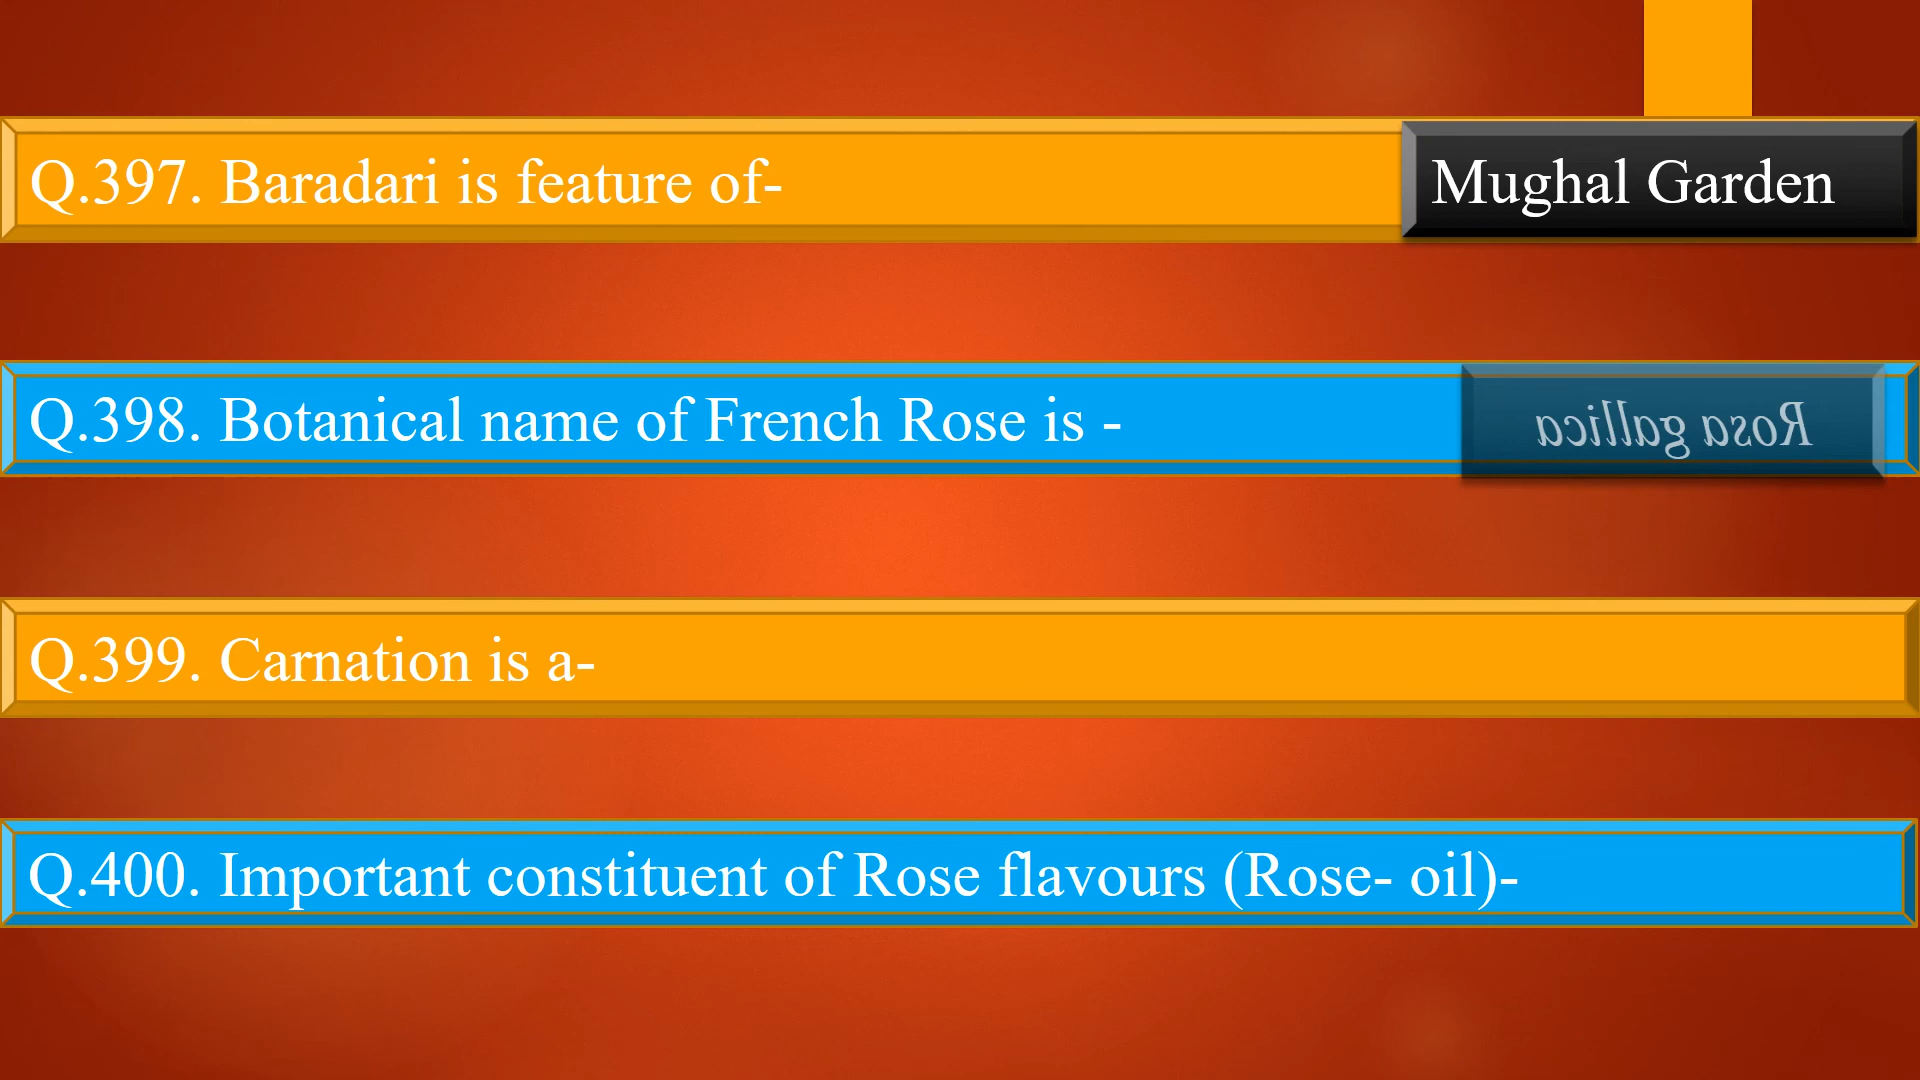 Q.397. Baradari is feature of-
Mughal Garden
Q.398. Botanical name of French Rose is -
Rosa gallica
Q.399. Carnation is a-
Q.400. Important constituent of Rose flavours (Rose- oil)-